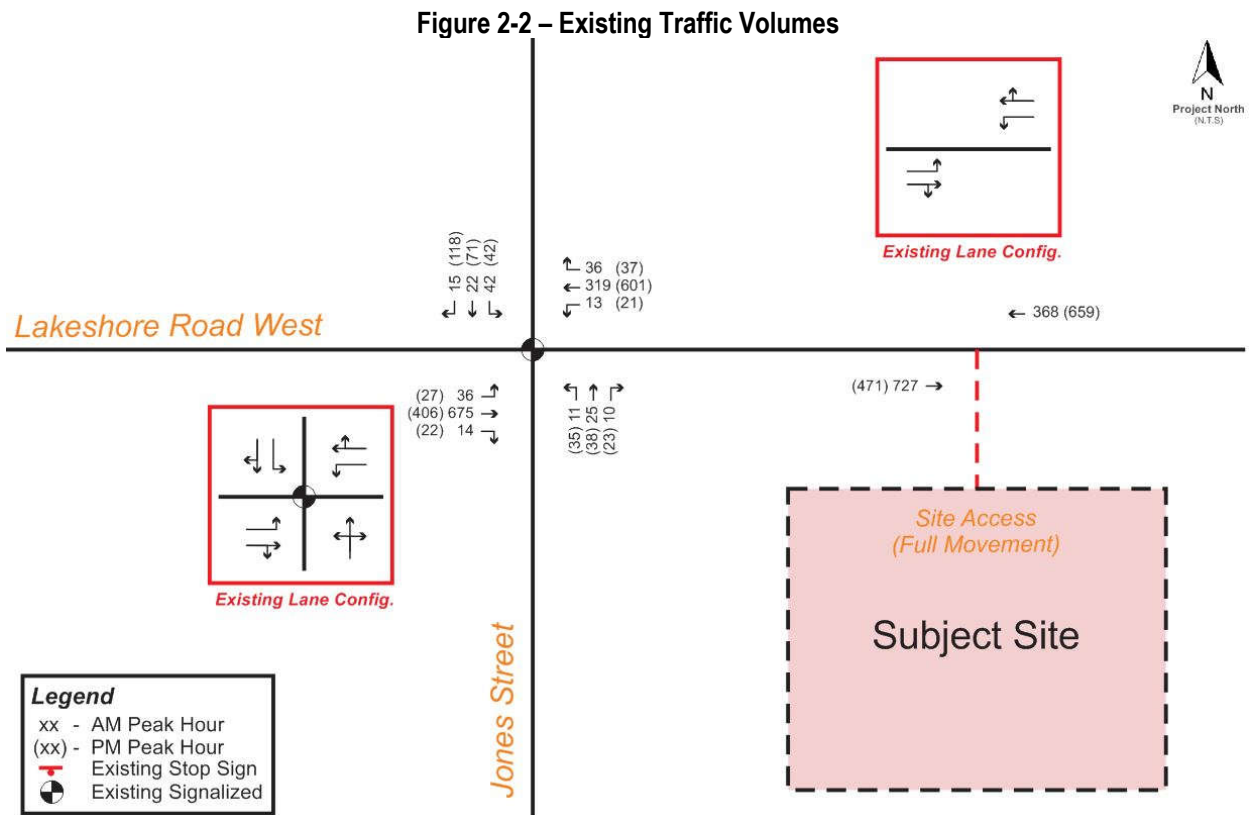 Figure 2-2 – Existing Traffic Volumes
N
Project North
(N.T.S)
Existing Lane Config.
15 (118)
22 (71)
42 (42)
36 (37)
319 (601)
13 (21)
368 (659)
Lakeshore Road West
(27) 36
(406) 675
(22) 14
(35) 11
(38) 25
(23) 10
(471) 727
Existing Lane Config.
Site Access
(Full Movement)
Subject Site
Jones Street
Legend
xx - AM Peak Hour
(xx) - PM Peak Hour
Existing Stop Sign
Existing Signalized